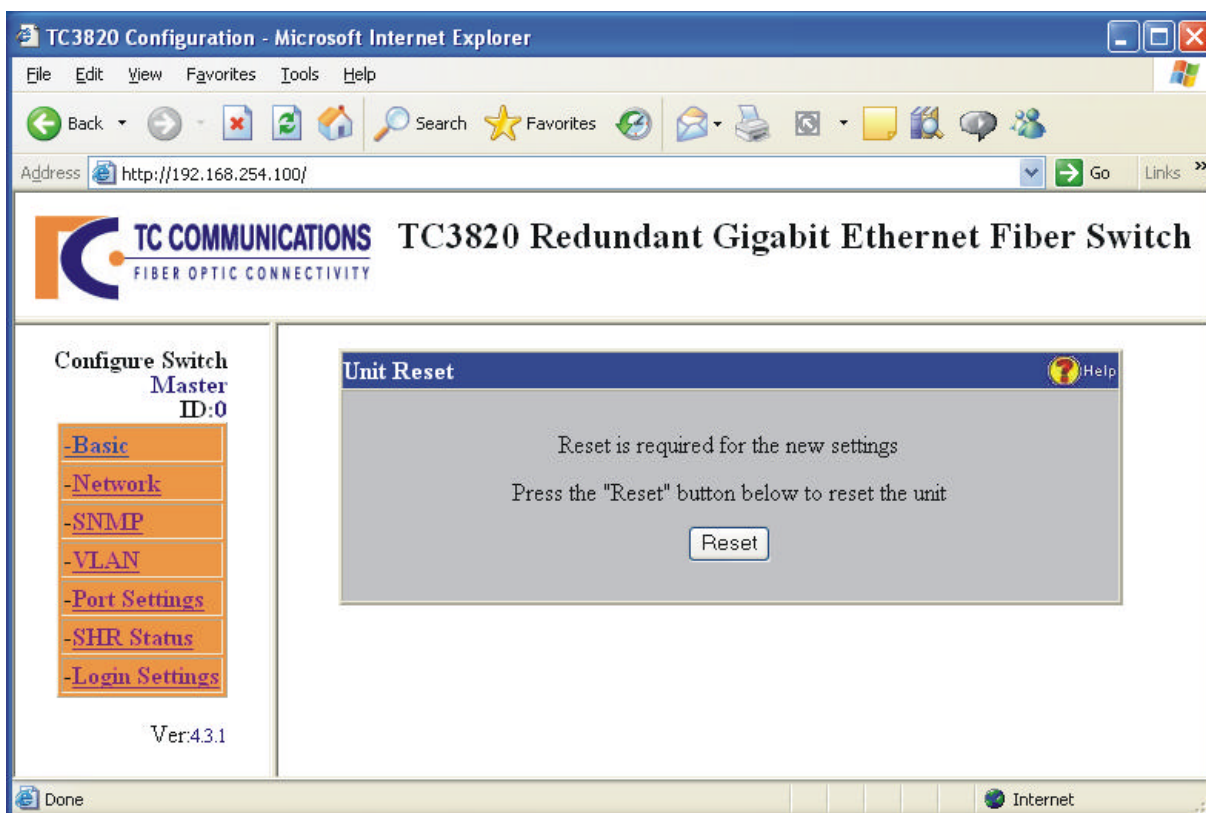 TC3820 Configuration - Microsoft Internet Explorer
File Edit View Favorites Tools Help
Back Search Favorites
Address http://192.168.254.100/ Go Links »
TC COMMUNICATIONS
FIBER OPTIC CONNECTIVITY
TC3820 Redundant Gigabit Ethernet Fiber Switch
Configure Switch
Master
ID:0
-Basic
-Network
-SNMP
-VLAN
-Port Settings
-SHR Status
-Login Settings
Ver:4.3.1
Unit Reset
Help
Reset is required for the new settings
Press the "Reset" button below to reset the unit
Reset
Done Internet